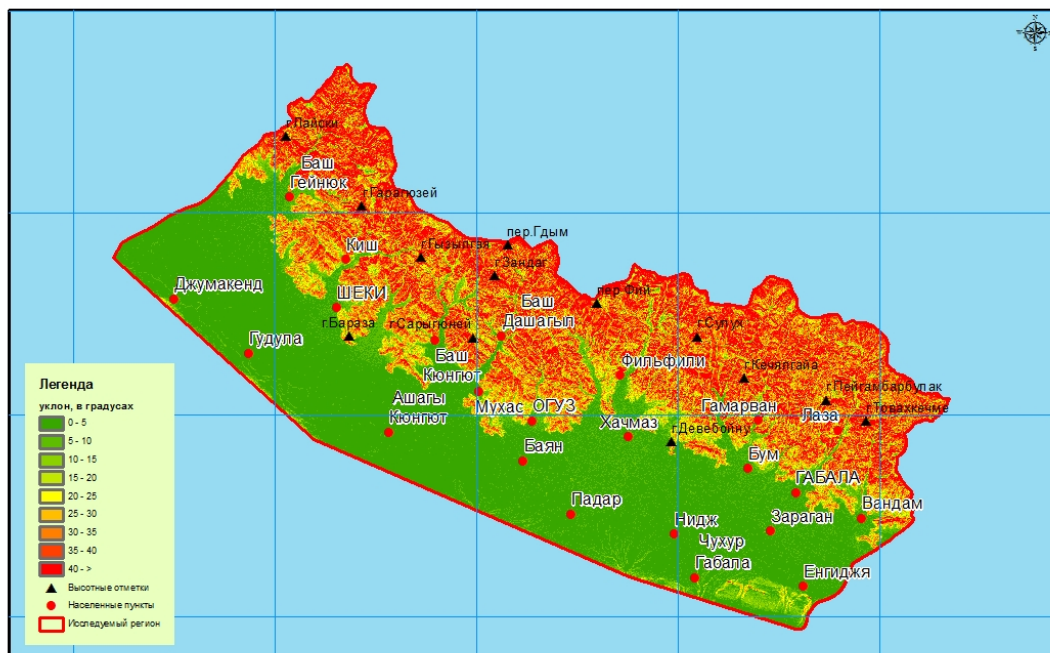 г.Лайски
Баш
Гейнюк
г.Гарагюзей
пер.Гдым
Киш
г.Гызылгая
г.Зандаг
Джумакенд
ШЕКИ
пер.Фий
Баш
Дашагыл
г.Бараза
г.Сарыгюней
г.Сулух
Гудула
Баш
Кюнгют
Фильфили
Ашагы
Кюнгют
Мухас
ОГУЗ
Хачмаз
Гамарван
Лаза
г.Пейгамбарбулак
г.Товахкечме
г.Девебойну
Баян
Бум
ГАБАЛА
Падар
Вандам
Нидж
Зараган
Чухур
Габала
Енгиджя
Легенда
уклон, в градусах
0 - 5
5 - 10
10 - 15
15 - 20
20 - 25
25 - 30
30 - 35
35 - 40
40 - >
Высотные отметки
Населенные пункты
Исследуемый регион